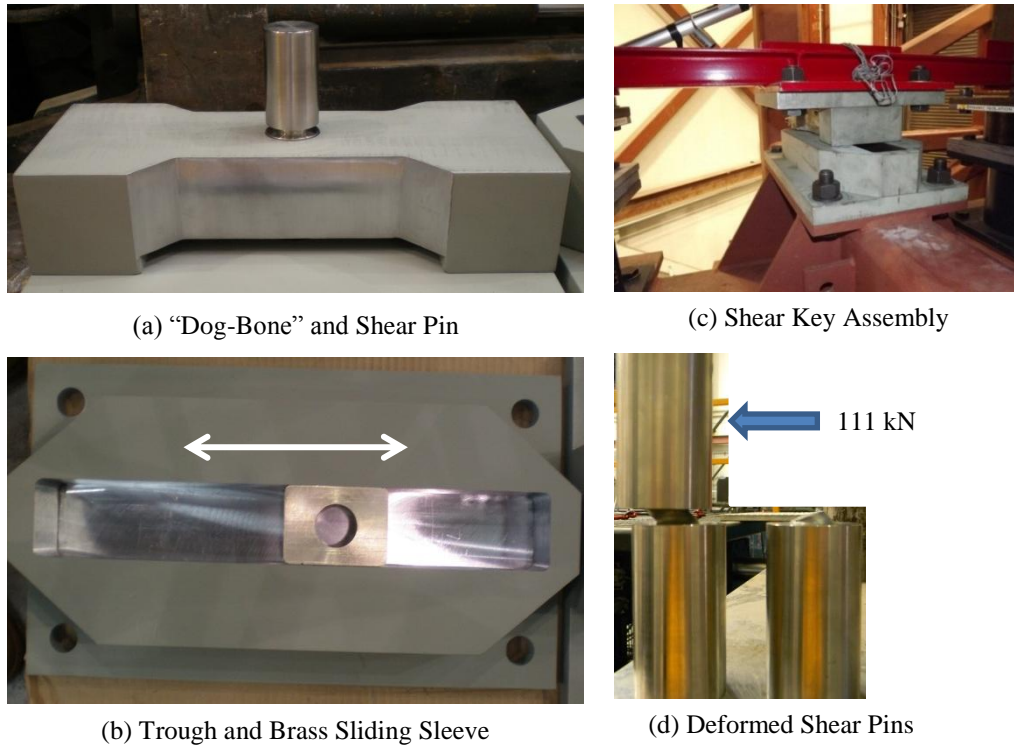 (a) “Dog-Bone” and Shear Pin
(c) Shear Key Assembly
111 kN
(b) Trough and Brass Sliding Sleeve
(d) Deformed Shear Pins